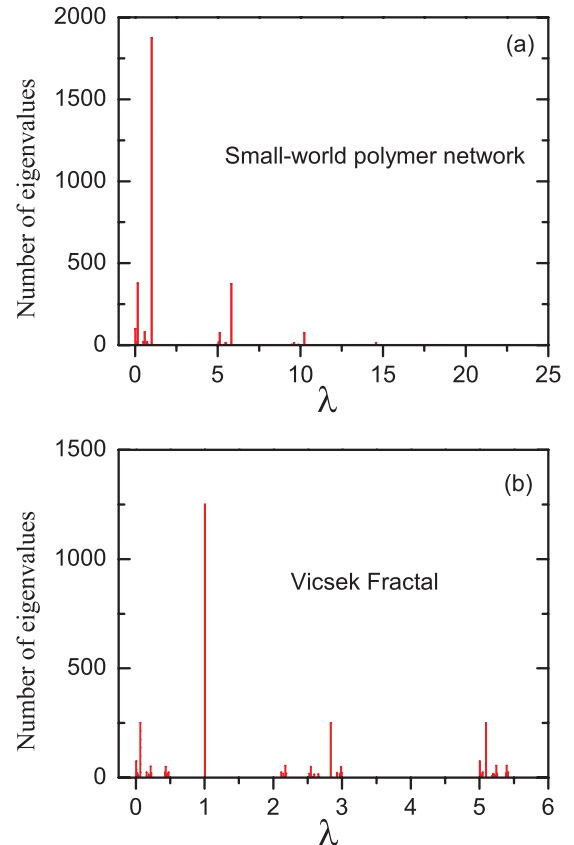 2000
(a)
1500
Small-world polymer network
1000
Number of eigenvalues
500
0
0 5 10 15 20 25
λ
1500
(b)
1000
Vicsek Fractal
Number of eigenvalues
500
0
0 1 2 3 4 5 6
λ